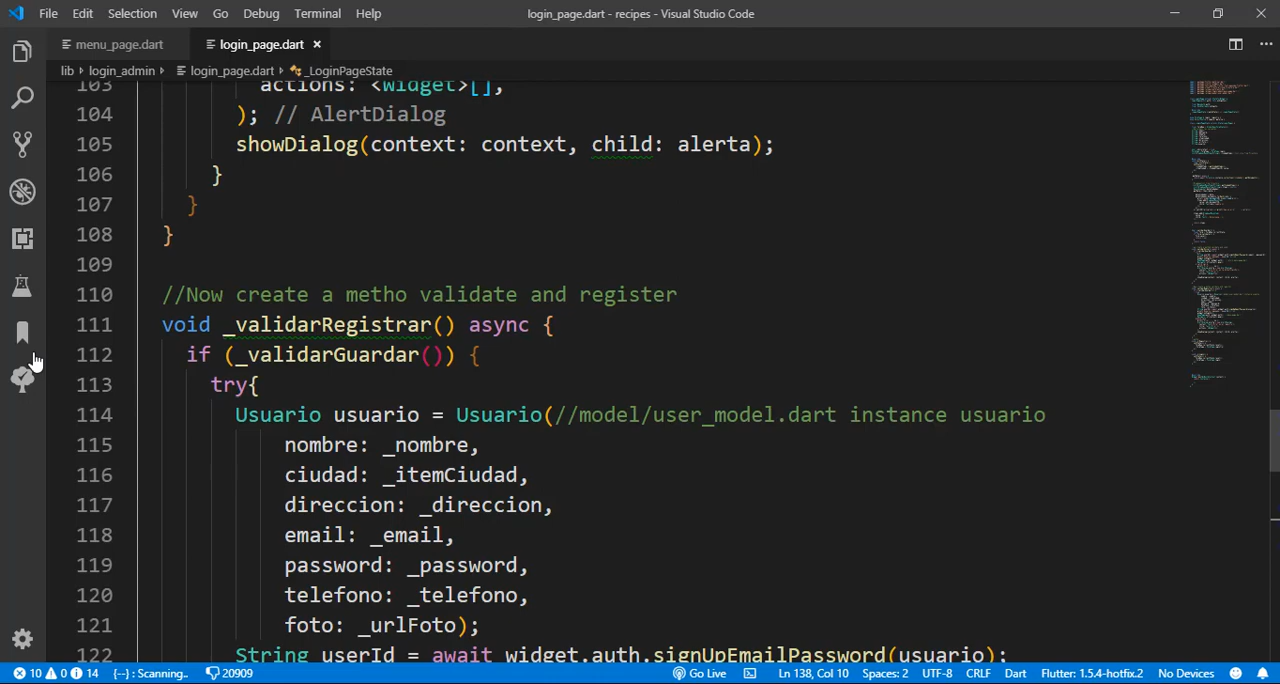 File Edit Selection View Go Debug Terminal Help login_page.dart - recipes - Visual Studio Code
menu_page.dart login_page.dart
lib login_admin login_page.dart _LoginPageState
103 actions: <Widget>[],
104 ); // AlertDialog
105 showDialog(context: context, child: alerta);
106 }
107 }
108 }
109
110 //Now create a metho validate and register
111 void _validarRegistrar() async {
112 if (_validarGuardar()) {
113 try{
114 Usuario usuario = Usuario(//model/user_model.dart instance usuario
115 nombre: _nombre,
116 ciudad: _itemCiudad,
117 direccion: _direccion,
118 email: _email,
119 password: _password,
120 telefono: _telefono,
121 foto: _urlFoto);
122 String userId = await widget.auth.signUpEmailPassword(usuario);
10 0 14 {··} : Scanning.. 20909 Go Live Ln 138, Col 10 Spaces: 2 UTF-8 CRLF Dart Flutter: 1.5.4-hotfix.2 No Devices